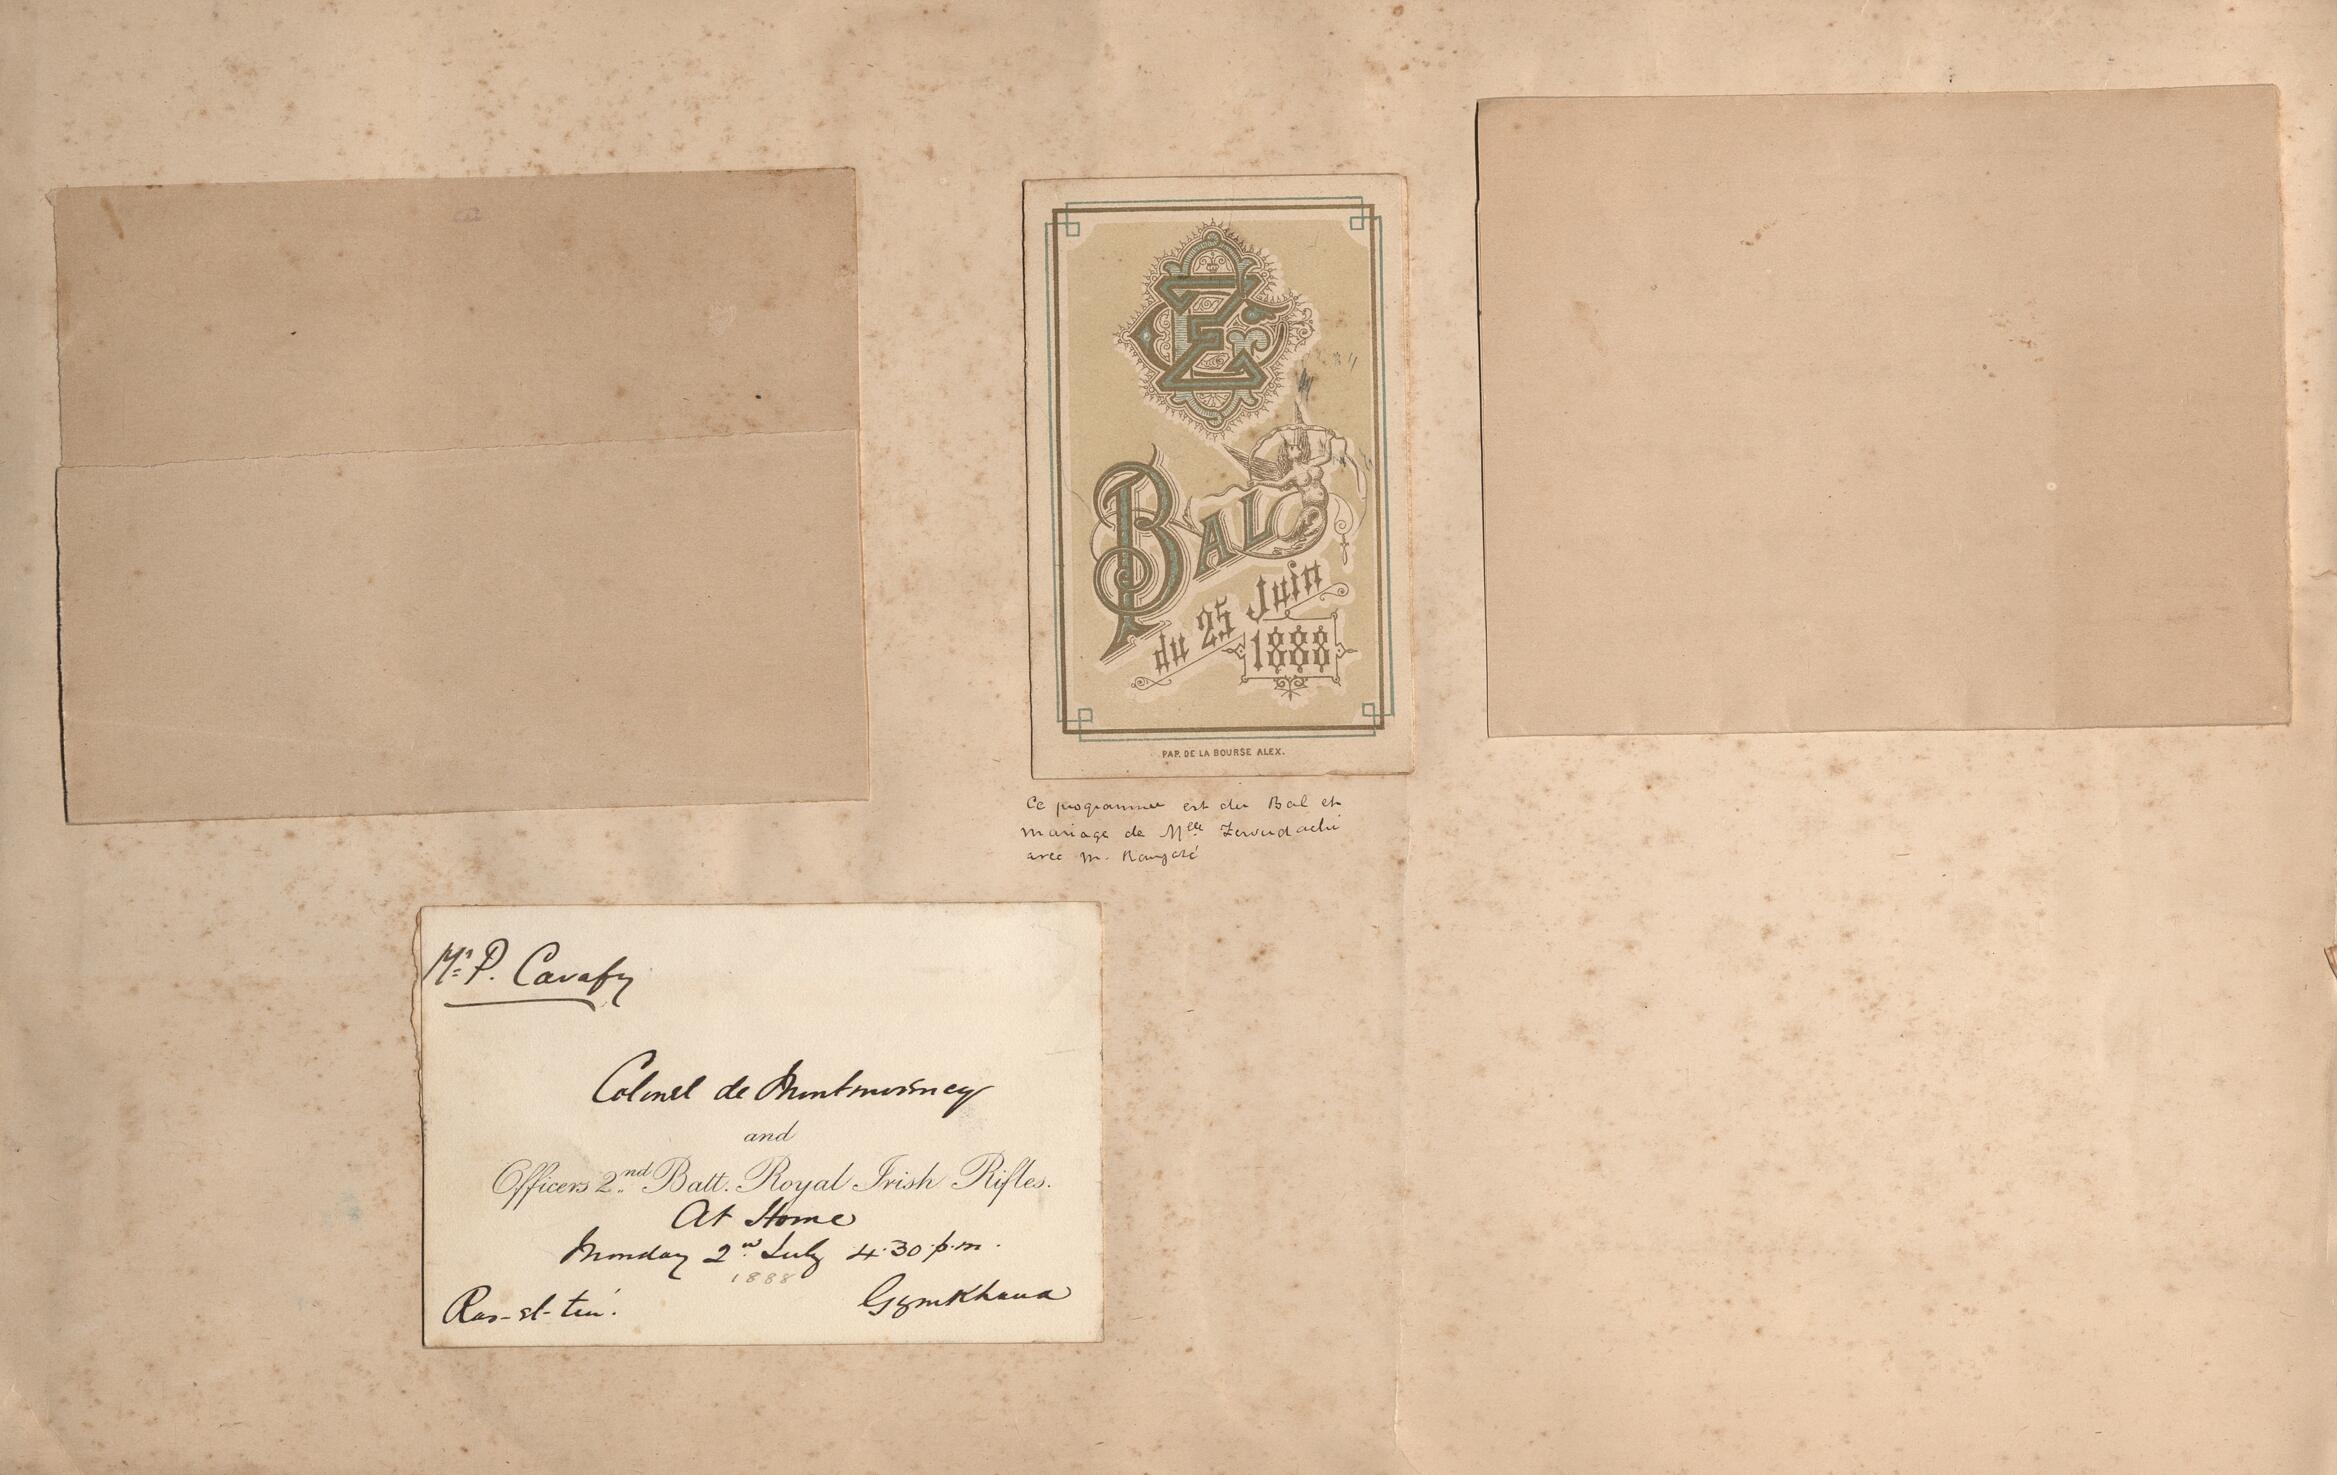 Bal
du 25 Juin
1888
PAP. DE LA BOURSE ALEX.
Ce programme est du Bal et
mariage de Mlle Zervudachi
avec M. Rangabé
Mr P. Cavafy
Colonel de Montmorency
and
Officers 2nd Batt. Royal Irish Rifles.
At Home
Monday 2nd July 4.30 p.m.
1888
Ras-el-tin.
Gymkhana